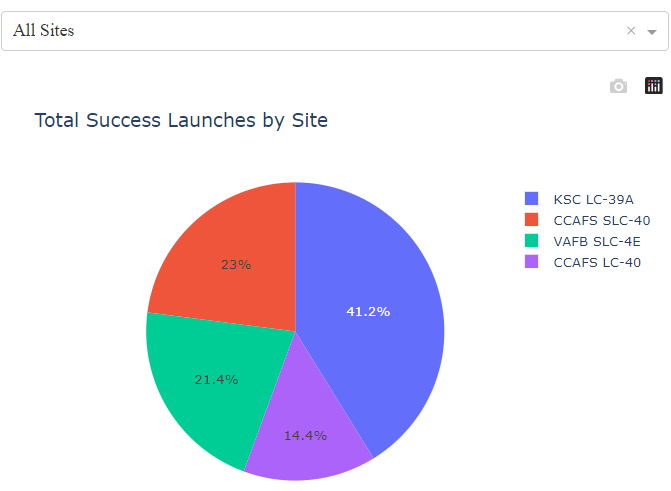 All Sites
Total Success Launches by Site
KSC LC-39A
CCAFS SLC-40
VAFB SLC-4E
CCAFS LC-40
23%
41.2%
21.4%
14.4%